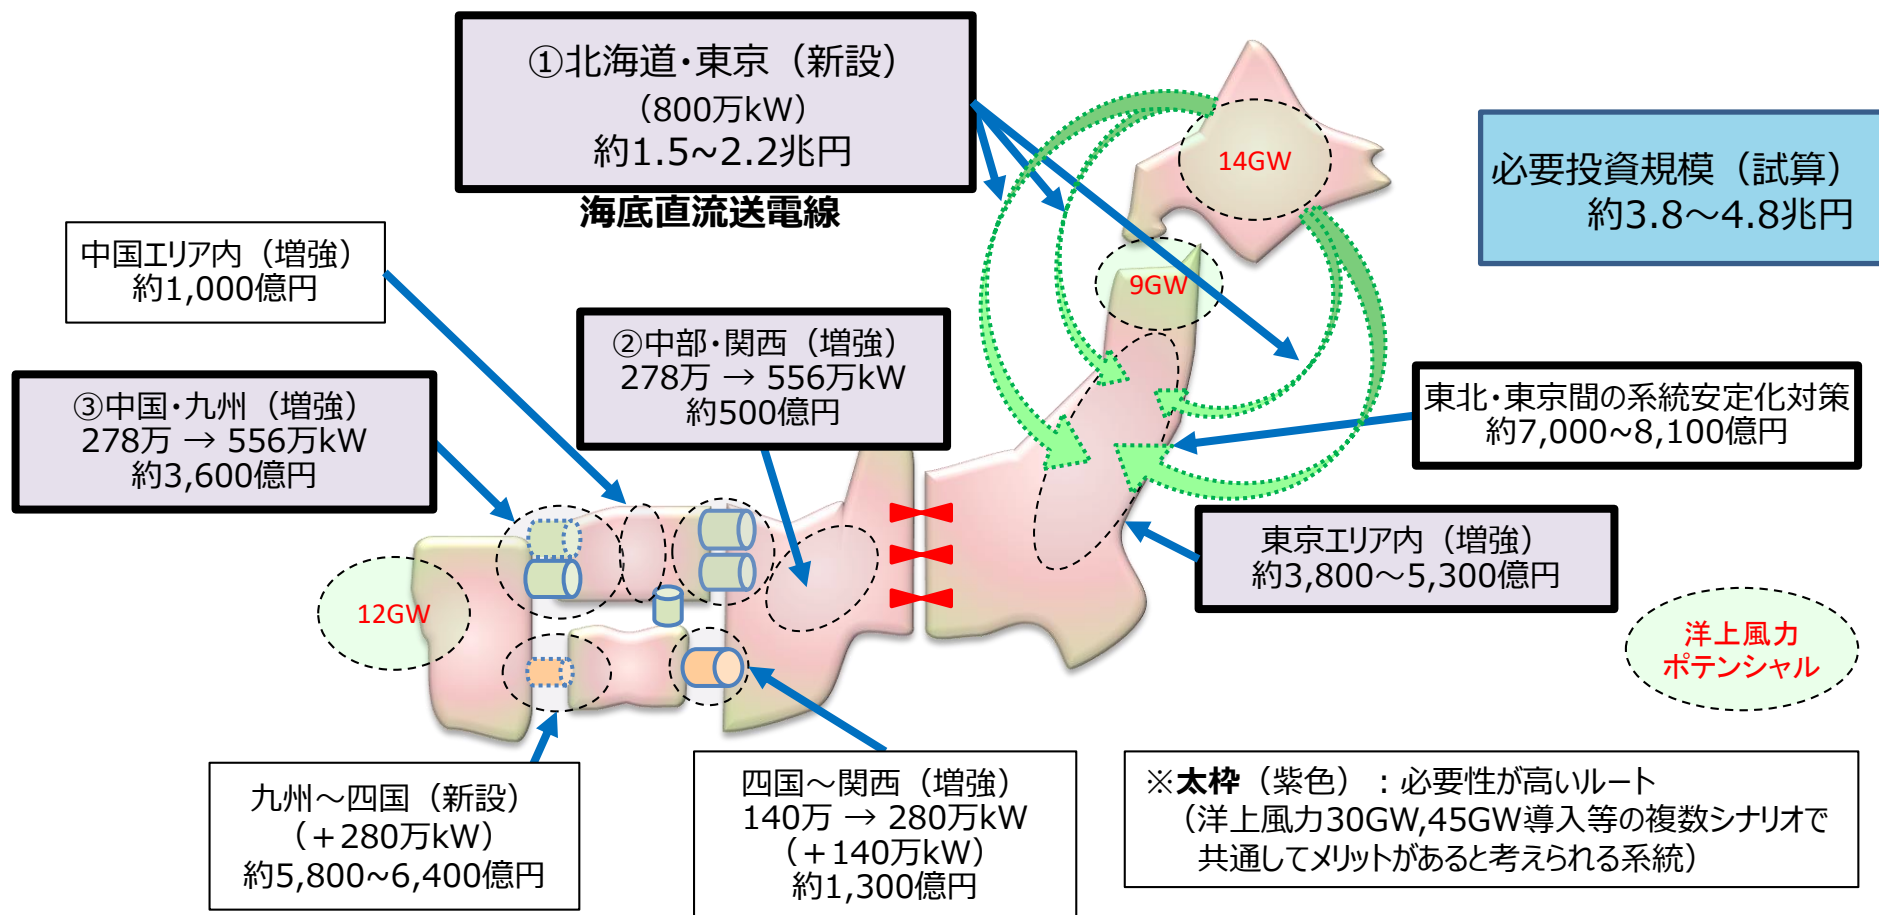 ①北海道・東京（新設）
（800万kW）
約1.5~2.2兆円
海底直流送電線
14GW
必要投資規模（試算）
約3.8～4.8兆円
中国エリア内（増強）
約1,000億円
9GW
②中部・関西（増強）
278万 → 556万kW
約500億円
③中国・九州（増強）
278万 → 556万kW
約3,600億円
東北・東京間の系統安定化対策
約7,000~8,100億円
東京エリア内（増強）
約3,800～5,300億円
12GW
洋上風力
ポテンシャル
九州～四国（新設）
（＋280万kW）
約5,800~6,400億円
四国～関西（増強）
140万 → 280万kW
（＋140万kW）
約1,300億円
※太枠（紫色）：必要性が高いルート
（洋上風力30GW,45GW導入等の複数シナリオで
共通してメリットがあると考えられる系統）